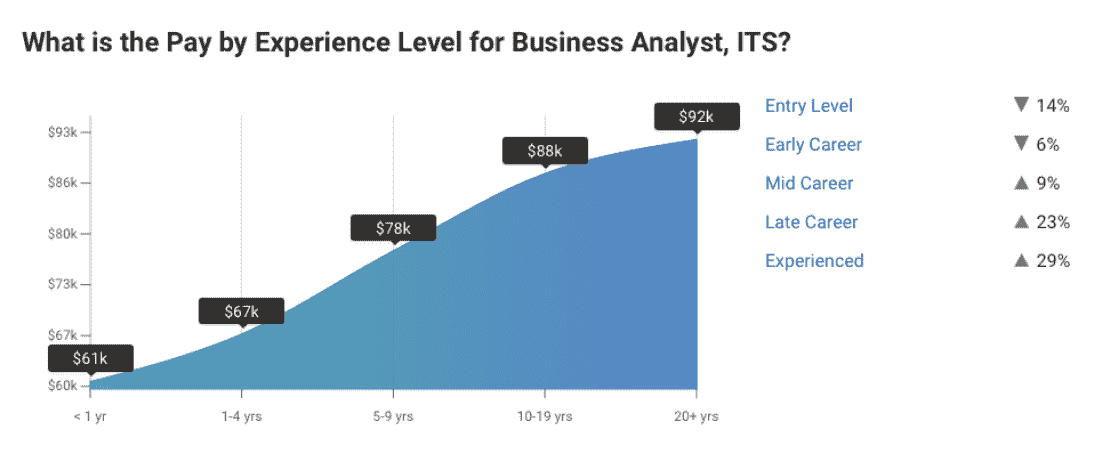 What is the Pay by Experience Level for Business Analyst, ITS?
$93k
$86k
$80k
$73k
$67k
$60k
$61k
$67k
$78k
$88k
$92k
< 1 yr
1-4 yrs
5-9 yrs
10-19 yrs
20+ yrs
Entry Level ▼ 14%
Early Career ▼ 6%
Mid Career ▲ 9%
Late Career ▲ 23%
Experienced ▲ 29%